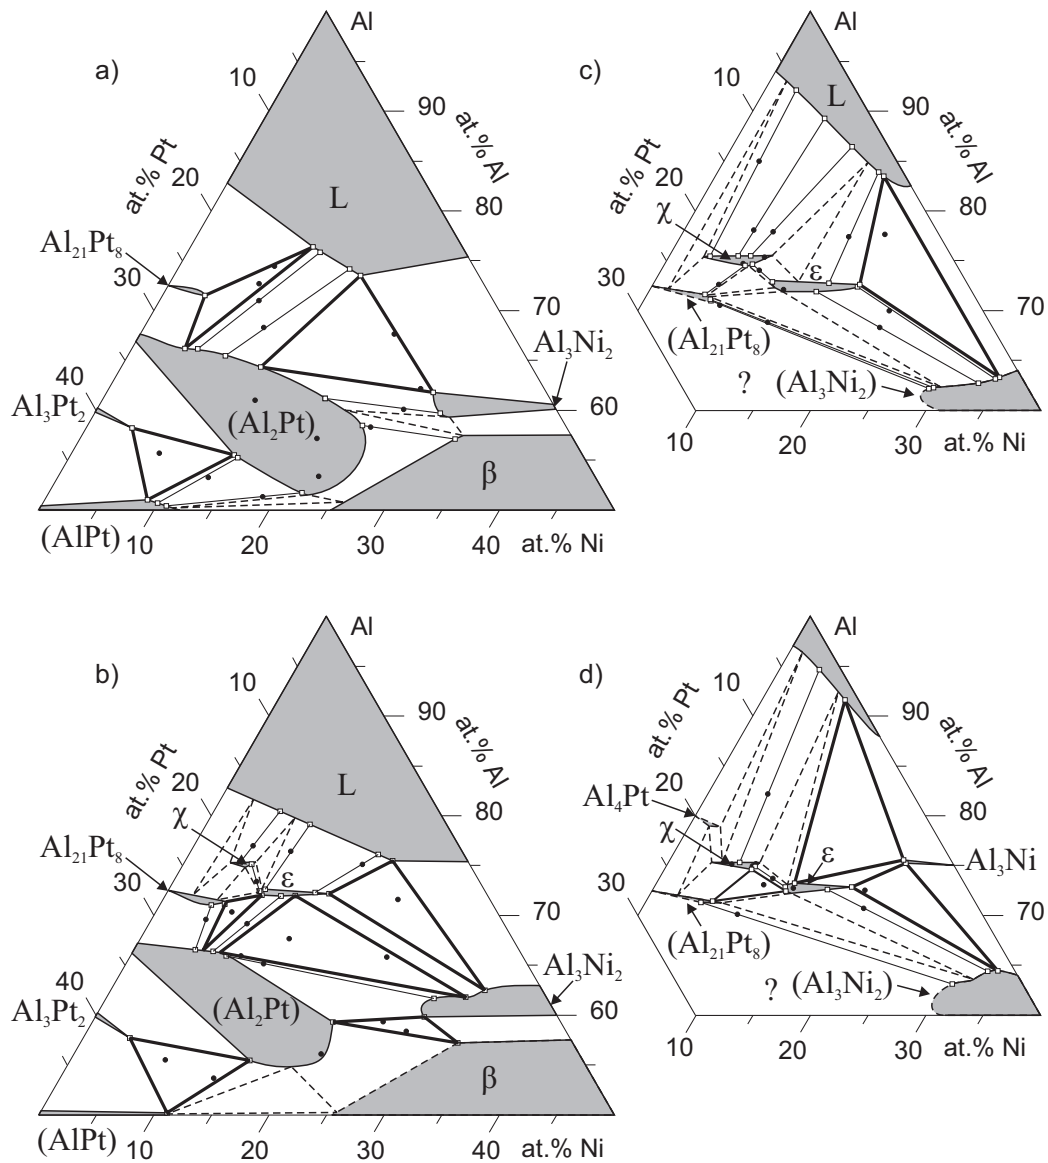 Al
a)
10
90
at.% Pt
at.% Al
20
L
80
Al21Pt8
30
70
Al3Ni2
40
Al3Pt2
60
(Al2Pt)
β
(AlPt)
10
20
30
40
at.% Ni
Al
c)
10
90
L
at.% Pt
at.% Al
20
80
χ
ε
30
70
(Al21Pt8)
? (Al3Ni2)
10
20
30
at.% Ni
Al
b)
10
90
at.% Pt
at.% Al
20
L
80
χ
Al21Pt8
ε
30
70
Al3Ni2
40
Al3Pt2
(Al2Pt)
60
β
(AlPt)
10
20
30
40
at.% Ni
Al
d)
10
90
at.% Pt
at.% Al
20
Al4Pt
80
χ
ε
Al3Ni
30
70
(Al21Pt8)
? (Al3Ni2)
60
10
20
30
at.% Ni